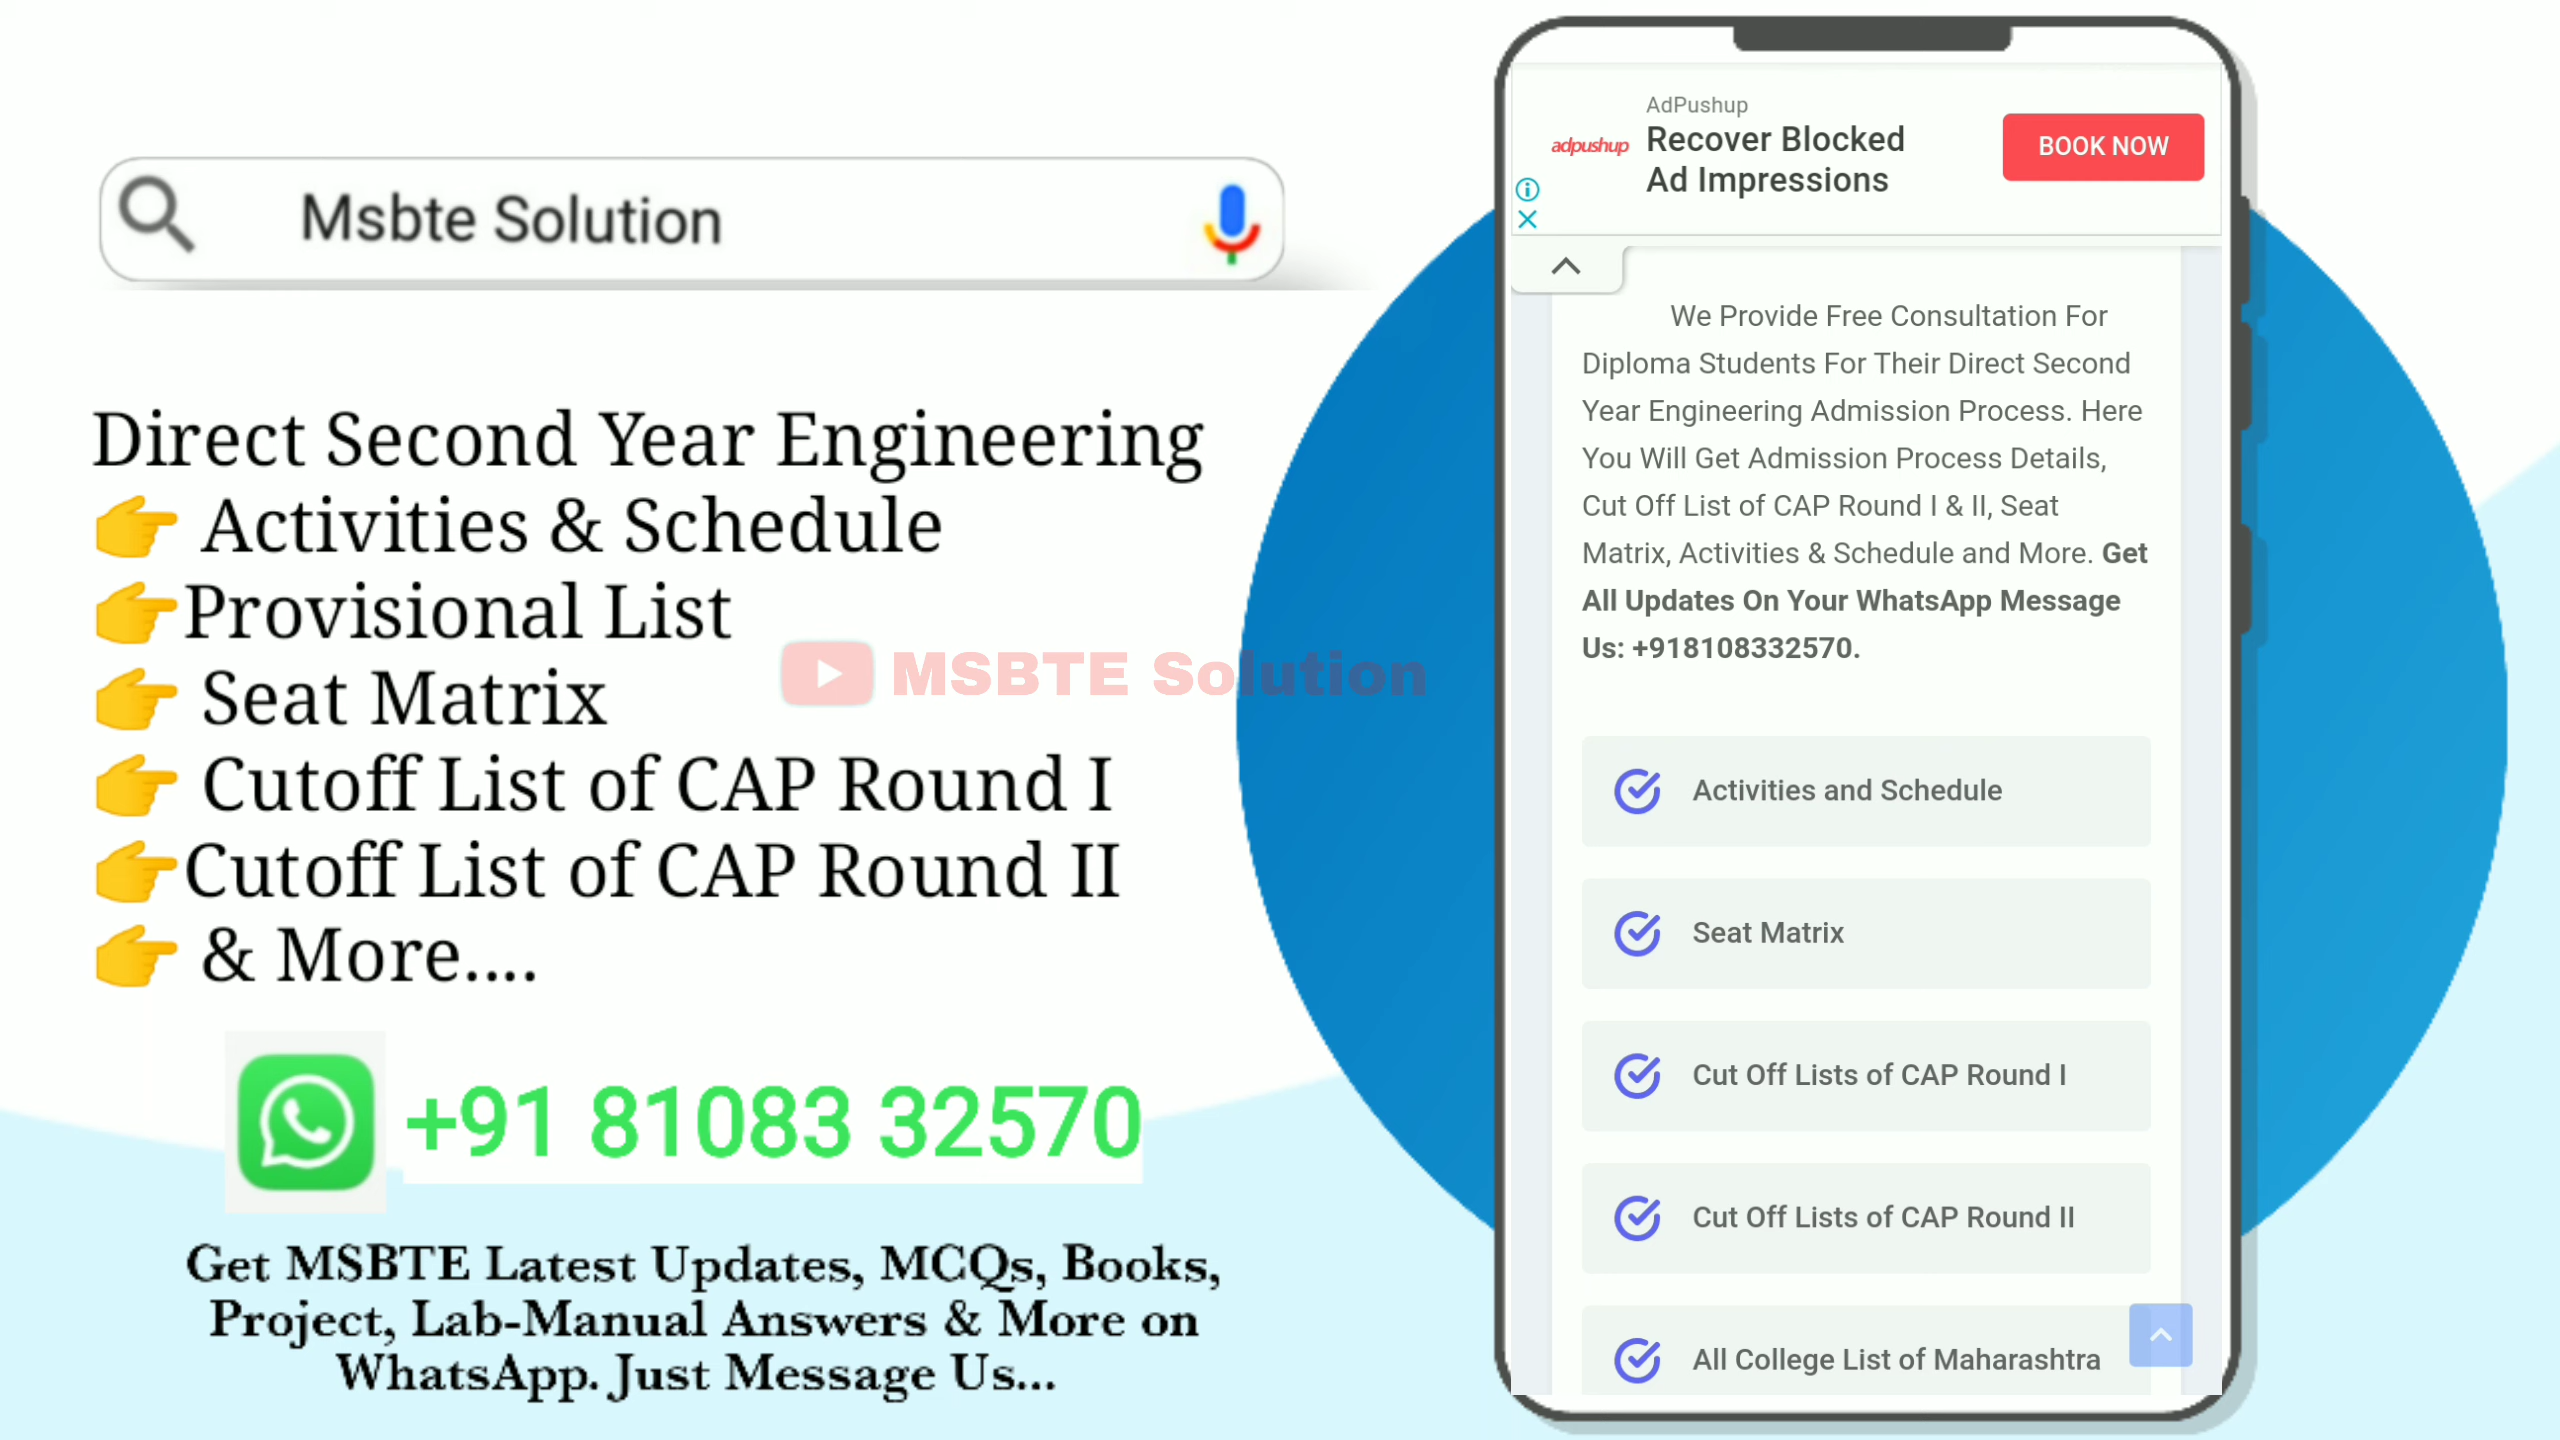 Msbte Solution
Direct Second Year Engineering
👉 Activities & Schedule
👉Provisional List
👉 Seat Matrix
👉 Cutoff List of CAP Round I
👉Cutoff List of CAP Round II
👉 & More....
+91 81083 32570
Get MSBTE Latest Updates, MCQs, Books,
Project, Lab-Manual Answers & More on
WhatsApp. Just Message Us...
MSBTE Solution
AdPushup
adpushup
Recover Blocked
Ad Impressions
BOOK NOW
We Provide Free Consultation For
Diploma Students For Their Direct Second
Year Engineering Admission Process. Here
You Will Get Admission Process Details,
Cut Off List of CAP Round I & II, Seat
Matrix, Activities & Schedule and More. Get
All Updates On Your WhatsApp Message
Us: +918108332570.
Activities and Schedule
Seat Matrix
Cut Off Lists of CAP Round I
Cut Off Lists of CAP Round II
All College List of Maharashtra